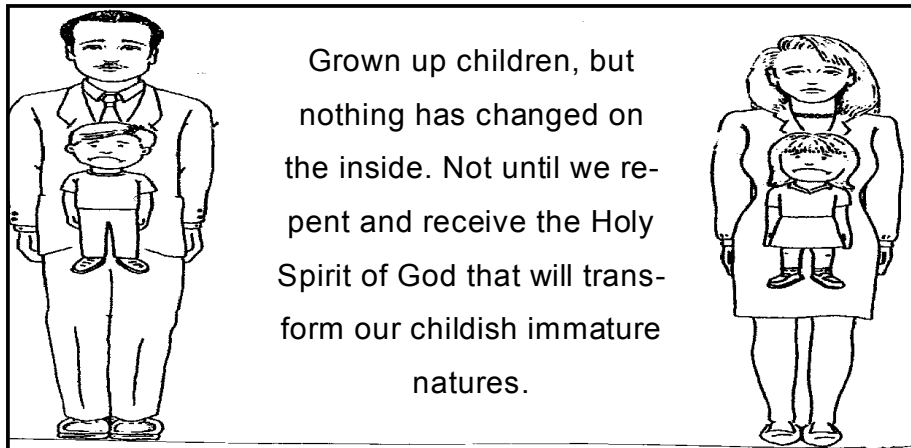 Grown up children, but
nothing has changed on
the inside. Not until we re-
pent and receive the Holy
Spirit of God that will trans-
form our childish immature
natures.